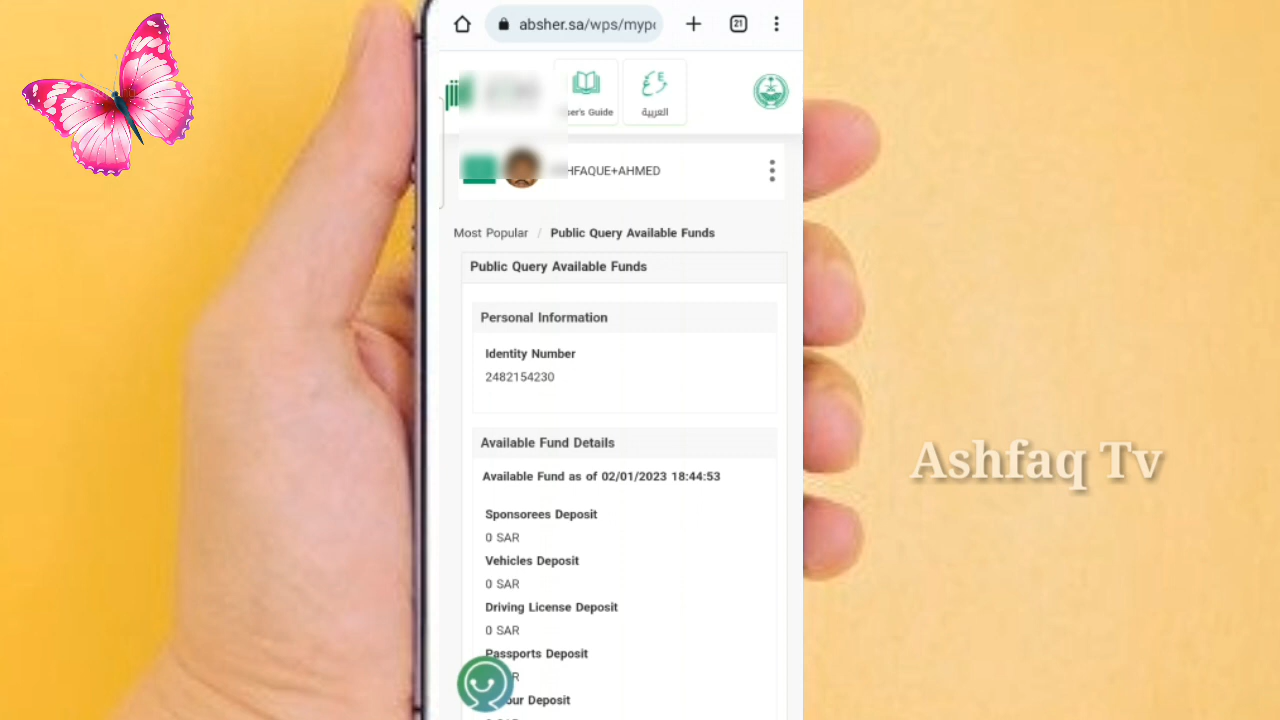 absher.sa/wps/myp
21
ser's Guide
العربية
HFAQUE+AHMED
Most Popular / Public Query Available Funds
Public Query Available Funds
Personal Information
Identity Number
2482154230
Available Fund Details
Available Fund as of 02/01/2023 18:44:53
Sponsorees Deposit
0 SAR
Vehicles Deposit
0 SAR
Driving License Deposit
0 SAR
Passports Deposit
our Deposit
Ashfaq Tv